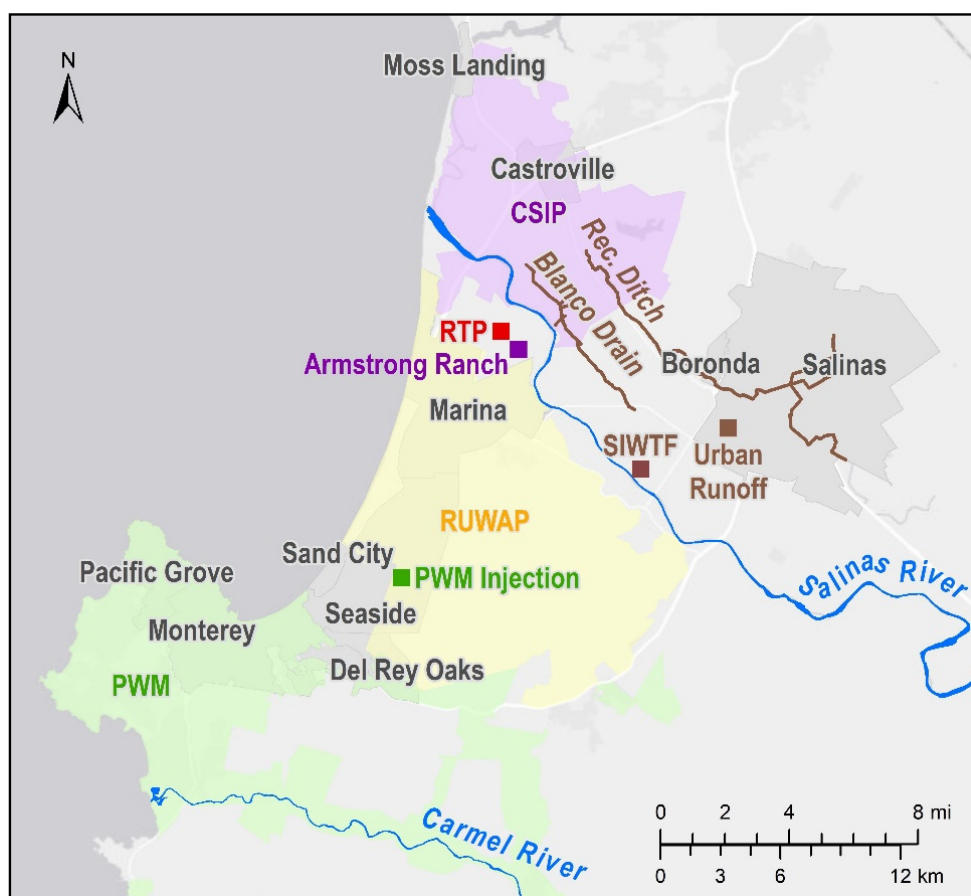 N
Moss Landing
Castroville
CSIP
Rec. Ditch
Blanco Drain
RTP
Armstrong Ranch
Boronda
Salinas
Marina
SIWTF
Urban
Runoff
RUWAP
Sand City
PWM Injection
Pacific Grove
Seaside
Monterey
Salinas River
Del Rey Oaks
PWM
Carmel River
0 2 4 8 mi
0 3 6 12 km